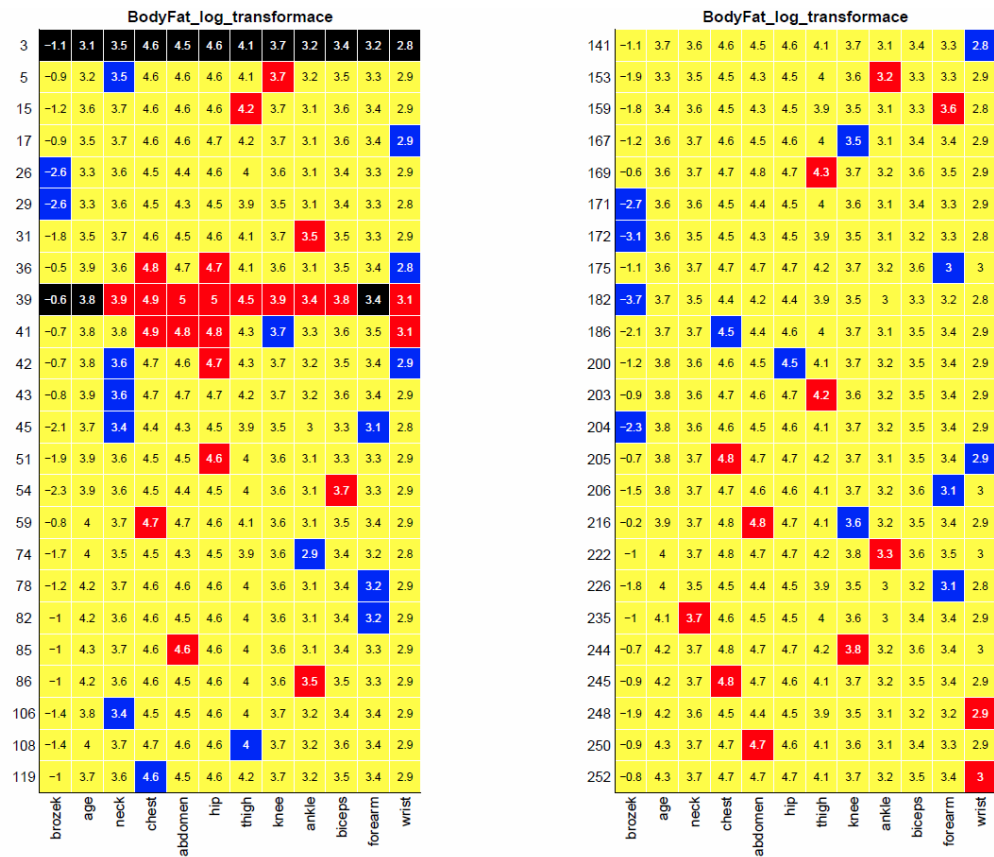 BodyFat_log_transformace
3 −1.1 3.1 3.5 4.6 4.5 4.6 4.1 3.7 3.2 3.4 3.2 2.8
5 −0.9 3.2 3.5 4.6 4.6 4.6 4.1 3.7 3.2 3.5 3.3 2.9
15 −1.2 3.6 3.7 4.6 4.6 4.6 4.2 3.7 3.1 3.6 3.4 2.9
17 −0.9 3.5 3.7 4.6 4.6 4.7 4.2 3.7 3.1 3.6 3.4 2.9
26 −2.6 3.3 3.6 4.5 4.4 4.6 4 3.6 3.1 3.4 3.3 2.9
29 −2.6 3.3 3.6 4.5 4.3 4.5 3.9 3.5 3.1 3.4 3.3 2.8
31 −1.8 3.5 3.7 4.6 4.5 4.6 4.1 3.7 3.5 3.5 3.3 2.9
36 −0.5 3.9 3.6 4.8 4.7 4.7 4.1 3.6 3.1 3.5 3.4 2.8
39 −0.6 3.8 3.9 4.9 5 5 4.5 3.9 3.4 3.8 3.4 3.1
41 −0.7 3.8 3.8 4.9 4.8 4.8 4.3 3.7 3.3 3.6 3.5 3.1
42 −0.7 3.8 3.6 4.7 4.6 4.7 4.3 3.7 3.2 3.5 3.4 2.9
43 −0.8 3.9 3.6 4.7 4.7 4.7 4.2 3.7 3.2 3.6 3.4 2.9
45 −2.1 3.7 3.4 4.4 4.3 4.5 3.9 3.5 3 3.3 3.1 2.8
51 −1.9 3.9 3.6 4.5 4.5 4.6 4 3.6 3.1 3.3 3.3 2.9
54 −2.3 3.9 3.6 4.5 4.4 4.5 4 3.6 3.1 3.7 3.3 2.9
59 −0.8 4 3.7 4.7 4.7 4.6 4.1 3.6 3.1 3.5 3.4 2.9
74 −1.7 4 3.5 4.5 4.3 4.5 3.9 3.6 2.9 3.4 3.2 2.8
78 −1.2 4.2 3.7 4.6 4.6 4.6 4 3.6 3.1 3.4 3.2 2.9
82 −1 4 3.7 4.6 4.5 4.6 4 3.6 3.1 3.4 3.2 2.9
85 −1 4.3 3.7 4.6 4.6 4.6 4 3.6 3.1 3.4 3.3 2.9
86 −1 4.2 3.6 4.6 4.5 4.6 4 3.6 3.5 3.5 3.3 2.9
106 −1.4 3.8 3.4 4.5 4.5 4.6 4 3.7 3.2 3.4 3.4 2.9
108 −1.4 4 3.7 4.7 4.6 4.6 4 3.7 3.2 3.6 3.4 2.9
119 −1 3.7 3.6 4.6 4.5 4.6 4.2 3.7 3.2 3.5 3.4 2.9
brozek age neck chest abdomen hip thigh knee ankle biceps forearm wrist
BodyFat_log_transformace
141 −1.1 3.7 3.6 4.6 4.5 4.6 4.1 3.7 3.1 3.4 3.3 2.8
153 −1.9 3.3 3.5 4.5 4.3 4.5 4 3.6 3.2 3.3 3.3 2.9
159 −1.8 3.4 3.6 4.5 4.3 4.5 3.9 3.5 3.1 3.3 3.6 2.8
167 −1.2 3.6 3.7 4.6 4.5 4.6 4 3.5 3.1 3.4 3.4 2.9
169 −0.6 3.6 3.7 4.7 4.8 4.7 4.3 3.7 3.2 3.6 3.5 2.9
171 −2.7 3.6 3.6 4.5 4.4 4.5 4 3.6 3.1 3.4 3.3 2.9
172 −3.1 3.6 3.5 4.5 4.3 4.5 3.9 3.5 3.1 3.2 3.3 2.8
175 −1.1 3.6 3.7 4.7 4.7 4.7 4.2 3.7 3.2 3.6 3 3
182 −3.7 3.7 3.5 4.4 4.2 4.4 3.9 3.5 3 3.3 3.2 2.8
186 −2.1 3.7 3.7 4.5 4.4 4.6 4 3.7 3.1 3.5 3.4 2.9
200 −1.2 3.8 3.6 4.6 4.5 4.5 4.1 3.7 3.2 3.5 3.4 2.9
203 −0.9 3.8 3.6 4.7 4.6 4.7 4.2 3.6 3.2 3.5 3.4 2.9
204 −2.3 3.8 3.6 4.6 4.5 4.6 4.1 3.7 3.2 3.5 3.4 2.9
205 −0.7 3.8 3.7 4.8 4.7 4.7 4.2 3.7 3.1 3.5 3.4 2.9
206 −1.5 3.8 3.7 4.7 4.6 4.6 4.1 3.7 3.2 3.6 3.1 3
216 −0.2 3.9 3.7 4.8 4.8 4.7 4.1 3.6 3.2 3.5 3.4 2.9
222 −1 4 3.7 4.8 4.7 4.7 4.2 3.8 3.3 3.6 3.5 3
226 −1.8 4 3.5 4.5 4.4 4.5 3.9 3.5 3 3.2 3.1 2.8
235 −1 4.1 3.7 4.6 4.5 4.5 4 3.6 3 3.4 3.4 2.9
244 −0.7 4.2 3.7 4.8 4.7 4.7 4.2 3.8 3.2 3.6 3.4 3
245 −0.9 4.2 3.7 4.8 4.7 4.6 4.1 3.7 3.2 3.5 3.4 2.9
248 −1.9 4.2 3.6 4.5 4.4 4.5 3.9 3.5 3.1 3.2 3.2 2.9
250 −0.9 4.3 3.7 4.7 4.7 4.6 4.1 3.6 3.1 3.4 3.3 2.9
252 −0.8 4.3 3.7 4.7 4.7 4.7 4.1 3.7 3.2 3.5 3.4 3
brozek age neck chest abdomen hip thigh knee ankle biceps forearm wrist